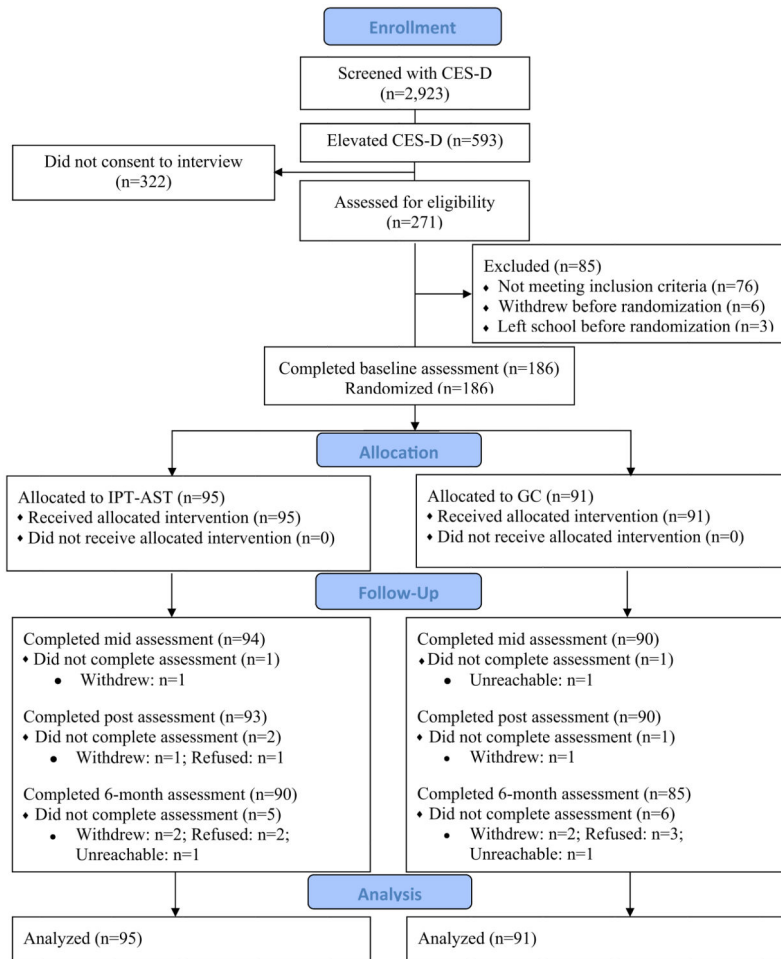 Enrollment
Screened with CES-D
(n=2,923)
Elevated CES-D (n=593)
Did not consent to interview
(n=322)
Assessed for eligibility
(n=271)
Excluded (n=85)
♦ Not meeting inclusion criteria (n=76)
♦ Withdrew before randomization (n=6)
♦ Left school before randomization (n=3)
Completed baseline assessment (n=186)
Randomized (n=186)
Allocation
Allocated to IPT-AST (n=95)
♦ Received allocated intervention (n=95)
♦ Did not receive allocated intervention (n=0)
Allocated to GC (n=91)
♦ Received allocated intervention (n=91)
♦ Did not receive allocated intervention (n=0)
Follow-Up
Completed mid assessment (n=94)
♦ Did not complete assessment (n=1)
● Withdrew: n=1
Completed post assessment (n=93)
♦ Did not complete assessment (n=2)
● Withdrew: n=1; Refused: n=1
Completed 6-month assessment (n=90)
♦ Did not complete assessment (n=5)
● Withdrew: n=2; Refused: n=2;
Unreachable: n=1
Completed mid assessment (n=90)
♦ Did not complete assessment (n=1)
● Unreachable: n=1
Completed post assessment (n=90)
♦ Did not complete assessment (n=1)
● Withdrew: n=1
Completed 6-month assessment (n=85)
♦ Did not complete assessment (n=6)
● Withdrew: n=2; Refused: n=3;
Unreachable: n=1
Analysis
Analyzed (n=95)
Analyzed (n=91)